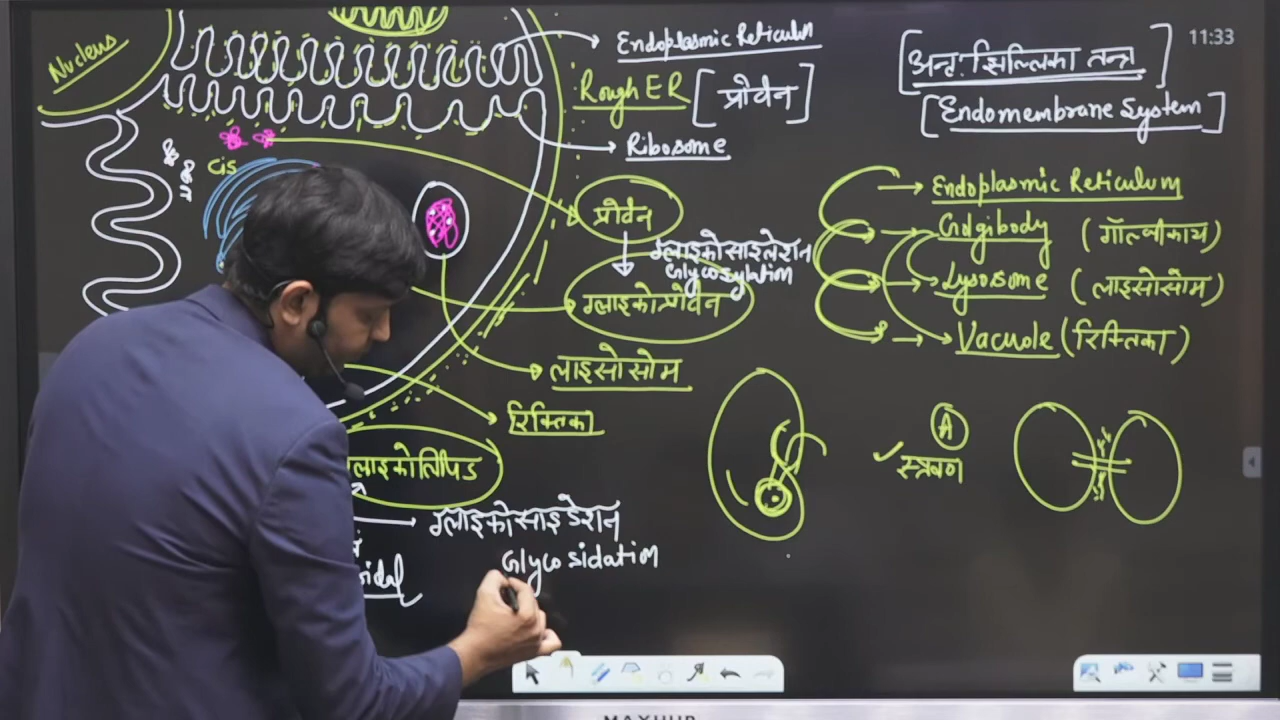 Nucleus
Endoplasmic Reticulum
Rough ER [प्रोटीन]
Ribosome
cis
प्रोटीन
ग्लाइकोसाइलेशन
Glycosylation
ग्लाइकोप्रोटीन
लाइसोसोम
रिक्तिका
ग्लाइकोलिपिड
ग्लाइकोसाइडेशन
Glycosidation
[अन्तः झिल्लिका तन्त्र]
[Endomembrane System]
11:33
Endoplasmic Reticulum
Golgibody (गॉल्जीकाय)
Lysosome (लाइसोसोम)
Vacuole (रिक्तिका)
A
स्त्रवण